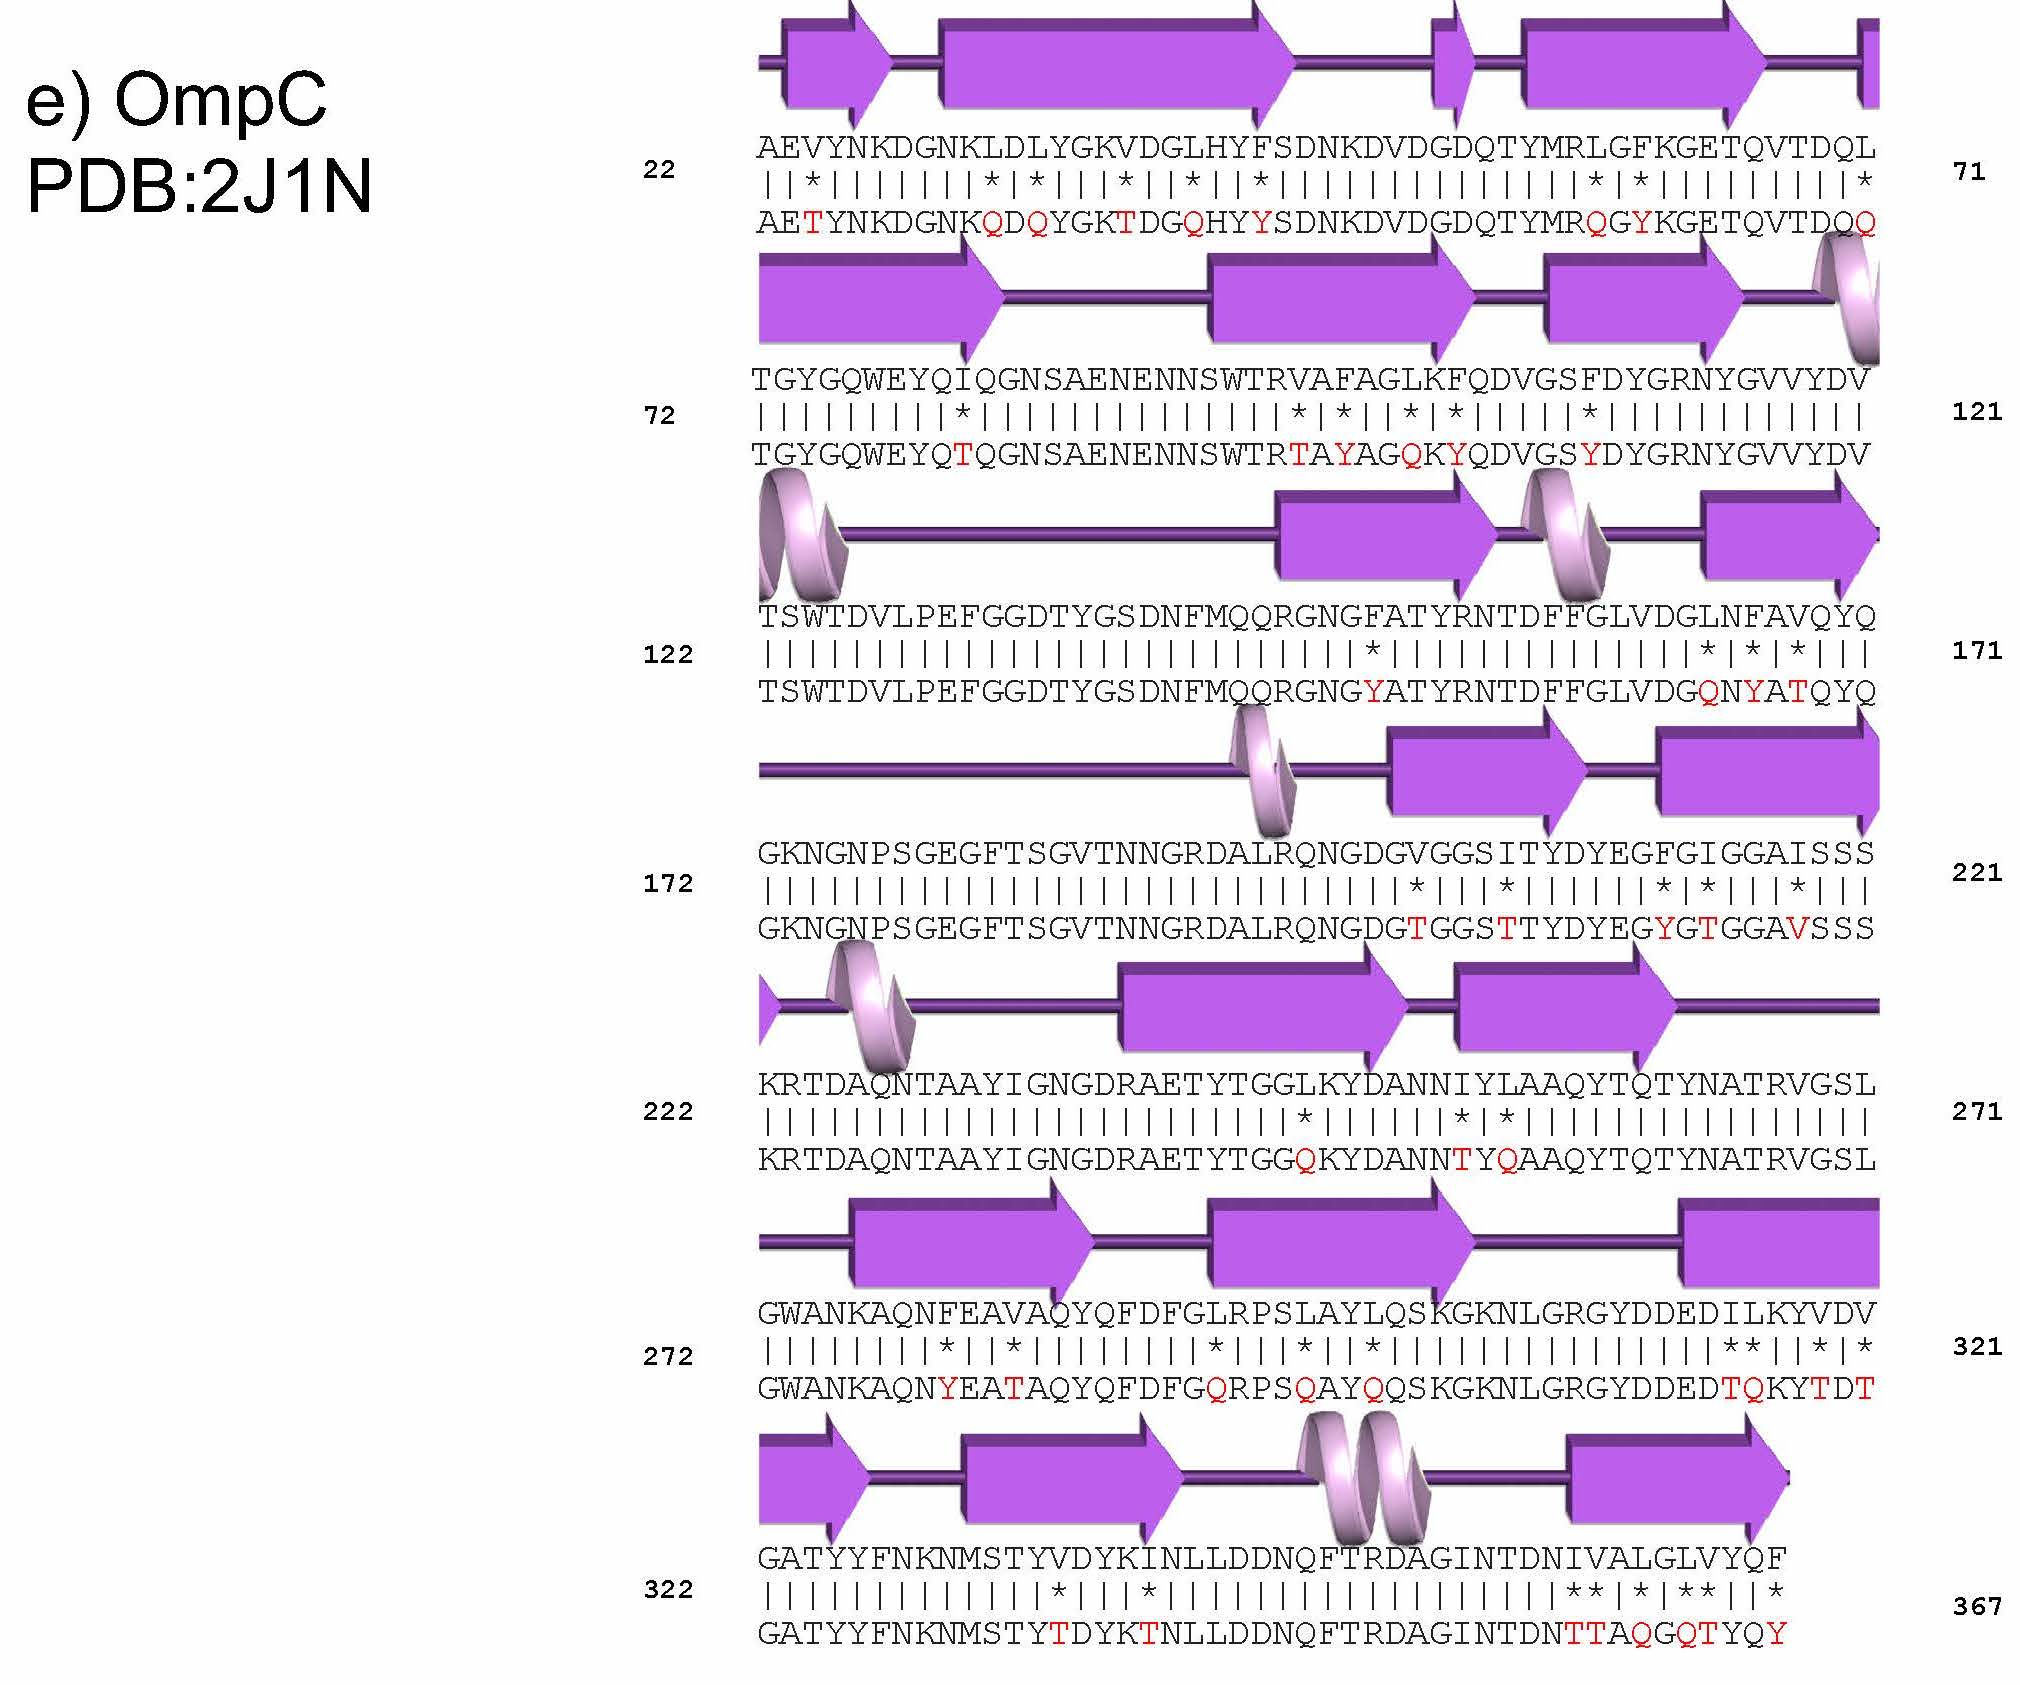 e) OmpC
PDB:2J1N
AEVYNKDGNKLDLYGKVDGLHYFSDNKDVDGDQTYMRLGFKGETQVTDQL
22 ||*|||||||*|*|||*||*||*||||||||||||||*|*|||||||||* 71
AETYNKDGNKQDQYGKTDGQHYYSDNKDVDGDQTYMRQGYKGETQVTDQQ
TGYGQWEYQIQGNSAENENNSWTRVAFAGLKFQDVGSFDYGRNYGVVYDV
72 |||||||||*||||||||||||||*|*||*|*|||||*|||||||||||| 121
TGYGQWEYQTQGNSAENENNSWTRTAYAGQKYQDVGSYDYGRNYGVVYDV
TSWTDVLPEFGGDTYGSDNFMQQRGNGFATYRNTDFFGLVDGLNFAVQYQ
122 |||||||||||||||||||||||||||*||||||||||||||*|*|*||| 171
TSWTDVLPEFGGDTYGSDNFMQQRGNGYATYRNTDFFGLVDGQNYATQYQ
GKNGNPSGEGFTSGVTNNGRDALRQNGDGVGGSITYDYEGFGIGGAISSS
172 |||||||||||||||||||||||||||||*|||*||||||*|*|||*||| 221
GKNGNPSGEGFTSGVTNNGRDALRQNGDGTGGSTTYDYEGYGTGGAVSSS
KRTDAQNTAAYIGNGDRAETYTGGLKYDANNIYLAAQYTQTYNATRVGSL
222 ||||||||||||||||||||||||*||||||*|*|||||||||||||||| 271
KRTDAQNTAAYIGNGDRAETYTGGQKYDANNTYQAAQYTQTYNATRVGSL
GWANKAQNFEAVAQYQFDFGLRPSLAYLQSKGKNLGRGYDDEDILKYVDV
272 ||||||||*||*||||||||*|||*||*|||||||||||||||**||*|* 321
GWANKAQNYEATAQYQFDFGQRPSQAYQQSKGKNLGRGYDDEDTQKYTDT
GATYYFNKNMSTYVDYKINLLDDNQFTRDAGINTDNIVALGLVYQF
322 |||||||||||||*|||*||||||||||||||||||**|*|**||* 367
GATYYFNKNMSTYTDYKTNLLDDNQFTRDAGINTDNTTAQGQTYQY